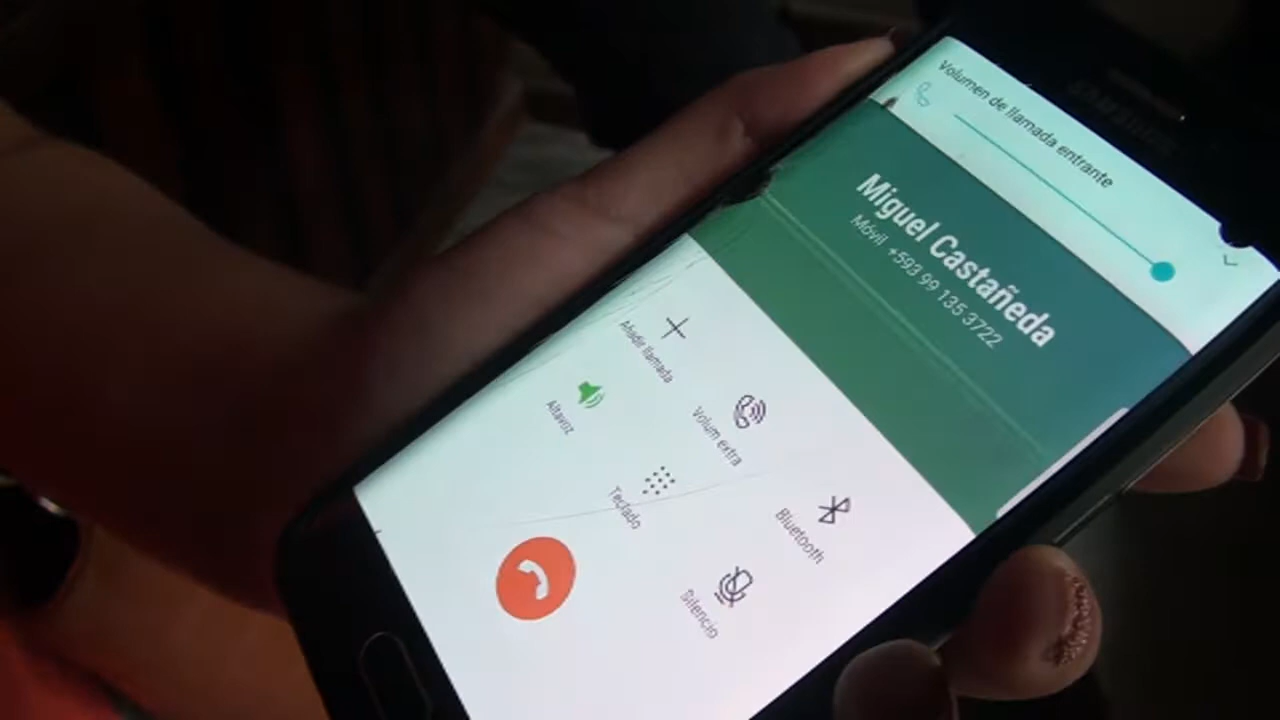 SAMSUNG
Volumen de llamada entrante
Miguel Castañeda
Móvil +593 99 135 3722
Añadir llamada
Volum extra
Bluetooth
Altavoz
Teclado
Silencio